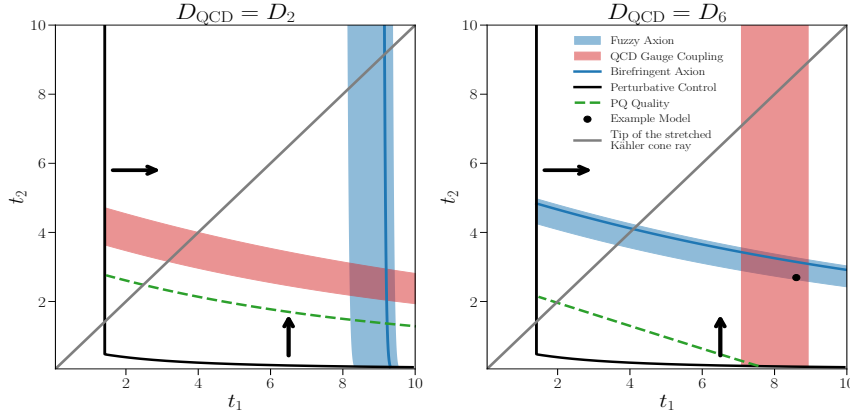 D_QCD = D_2
10
8
6
4
2
t_2
2
4
6
8
10
t_1
D_QCD = D_6
Fuzzy Axion
QCD Gauge Coupling
Birefringent Axion
Perturbative Control
PQ Quality
Example Model
Tip of the stretched
Kähler cone ray
10
8
6
4
2
t_2
2
4
6
8
10
t_1